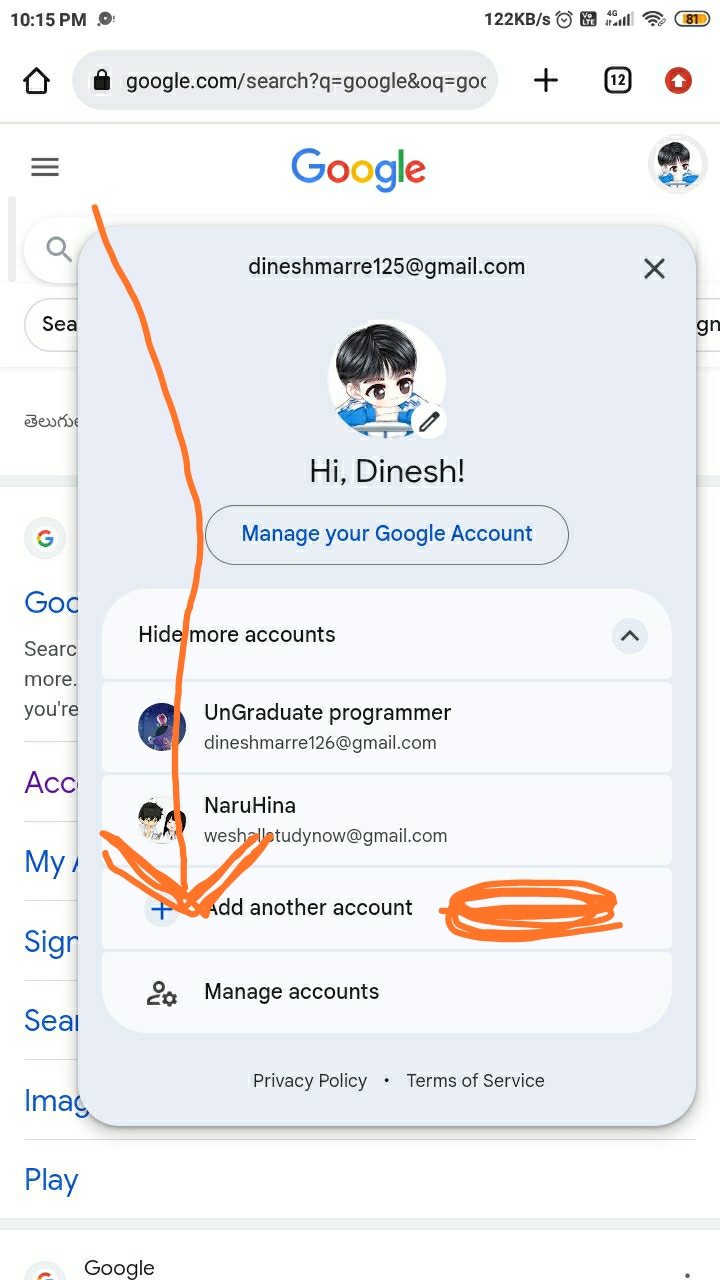 10:15 PM
122KB/s
Vo
LTE
4G
81
google.com/search?q=google&oq=goo
12
Google
dineshmarre125@gmail.com
Sea
gn
తెలుగు
Hi, Dinesh!
Manage your Google Account
Goo
Searc
more.
you're
Hide more accounts
UnGraduate programmer
dineshmarre126@gmail.com
Acc
NaruHina
weshallstudynow@gmail.com
My A
Add another account
Sign
Manage accounts
Sear
Privacy Policy • Terms of Service
Imag
Play
Google